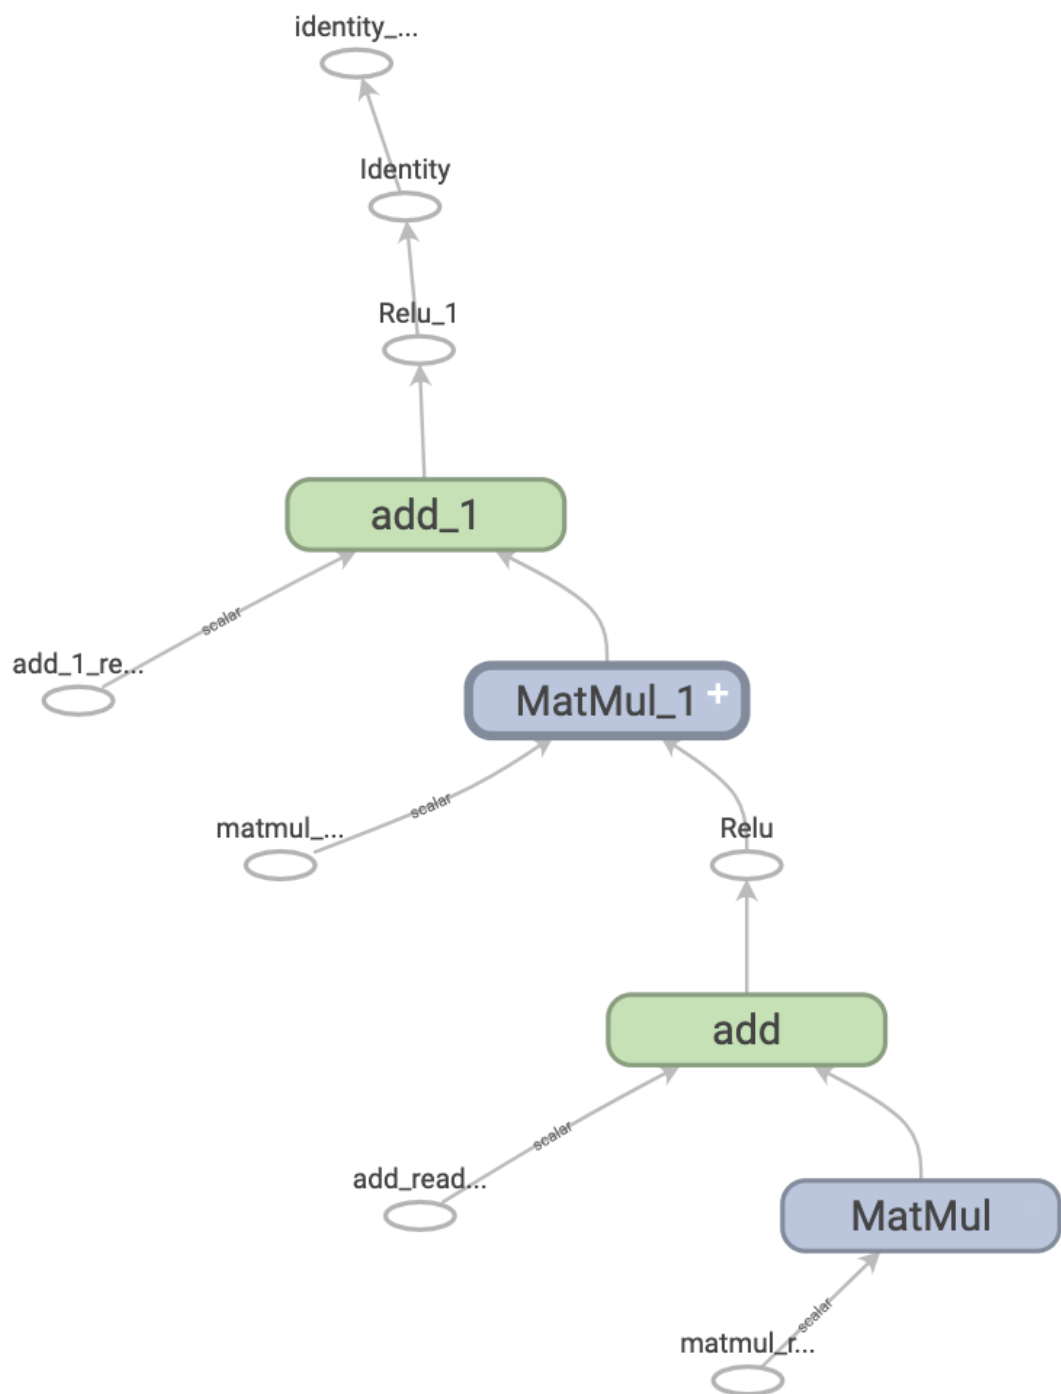 identity_...
Identity
Relu_1
add_1
scalar
add_1_re...
MatMul_1 +
scalar
matmul_...
Relu
add
scalar
add_read...
MatMul
scalar
matmul_r...